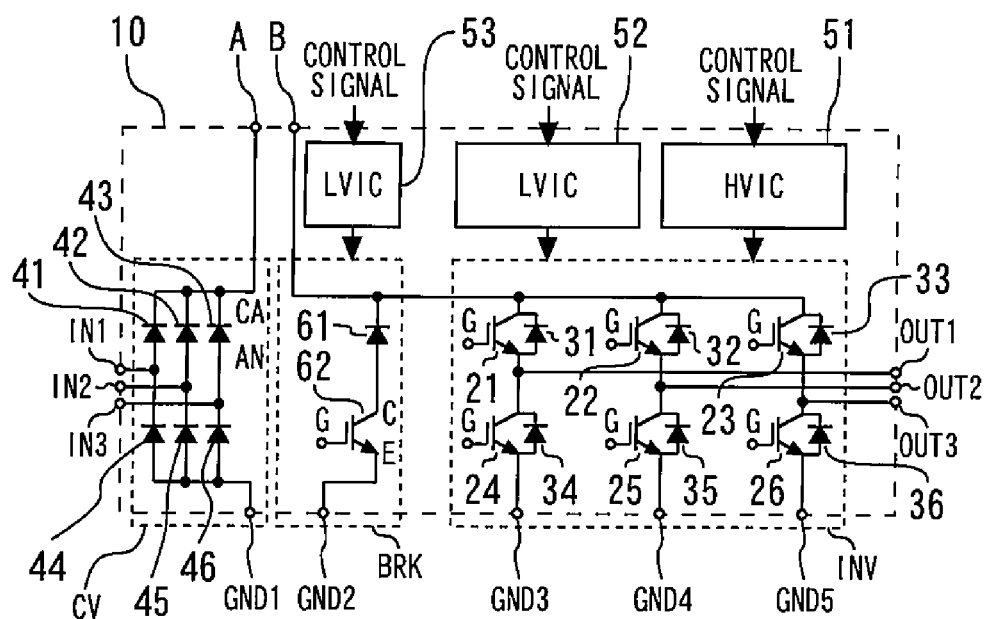 10 A B CONTROL SIGNAL 53 CONTROL SIGNAL 52 CONTROL SIGNAL 51
LVIC LVIC HVIC
43
42
41
CA
IN1 AN
61
62
G 31 G 32 G 33
21 22 23
OUT1
IN2 OUT2
IN3 OUT3
G C
E
G 24 34 G 25 35 G 26 36
44 CV 45 46 GND1 GND2 BRK GND3 GND4 GND5 INV